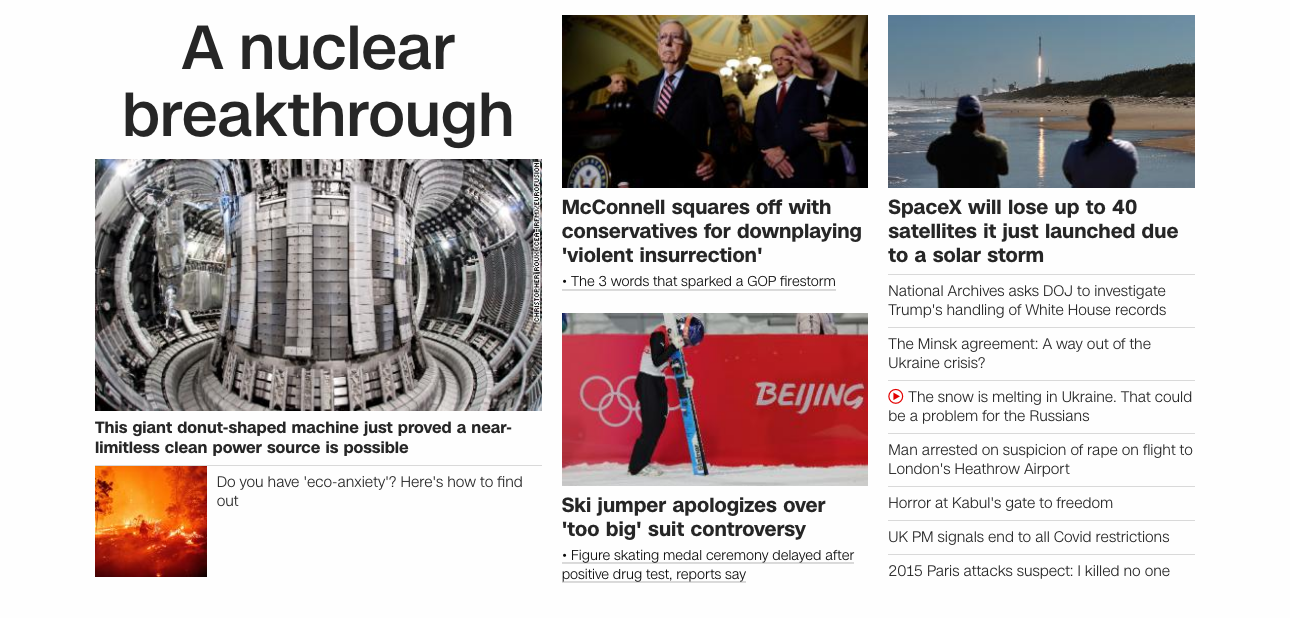 A nuclear
breakthrough
CHRISTOPHER ROUX (CEA-IRFM)/EUROFUSION
This giant donut-shaped machine just proved a near-
limitless clean power source is possible
Do you have 'eco-anxiety'? Here's how to find
out
McConnell squares off with
conservatives for downplaying
'violent insurrection'
• The 3 words that sparked a GOP firestorm
BEIJING
Ski jumper apologizes over
'too big' suit controversy
• Figure skating medal ceremony delayed after
positive drug test, reports say
SpaceX will lose up to 40
satellites it just launched due
to a solar storm
National Archives asks DOJ to investigate
Trump's handling of White House records
The Minsk agreement: A way out of the
Ukraine crisis?
The snow is melting in Ukraine. That could
be a problem for the Russians
Man arrested on suspicion of rape on flight to
London's Heathrow Airport
Horror at Kabul's gate to freedom
UK PM signals end to all Covid restrictions
2015 Paris attacks suspect: I killed no one